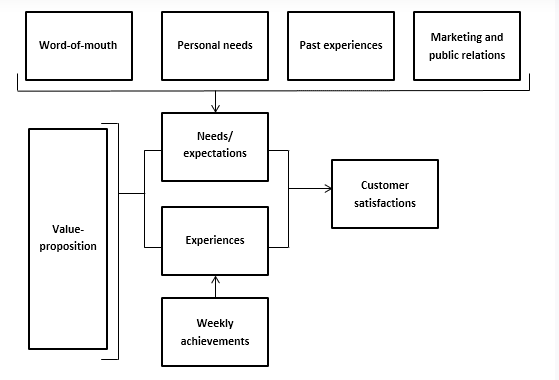 Word-of-mouth
Personal needs
Past experiences
Marketing and
public relations
Needs/
expectations
Value-
proposition
Experiences
Customer
satisfactions
Weekly
achievements